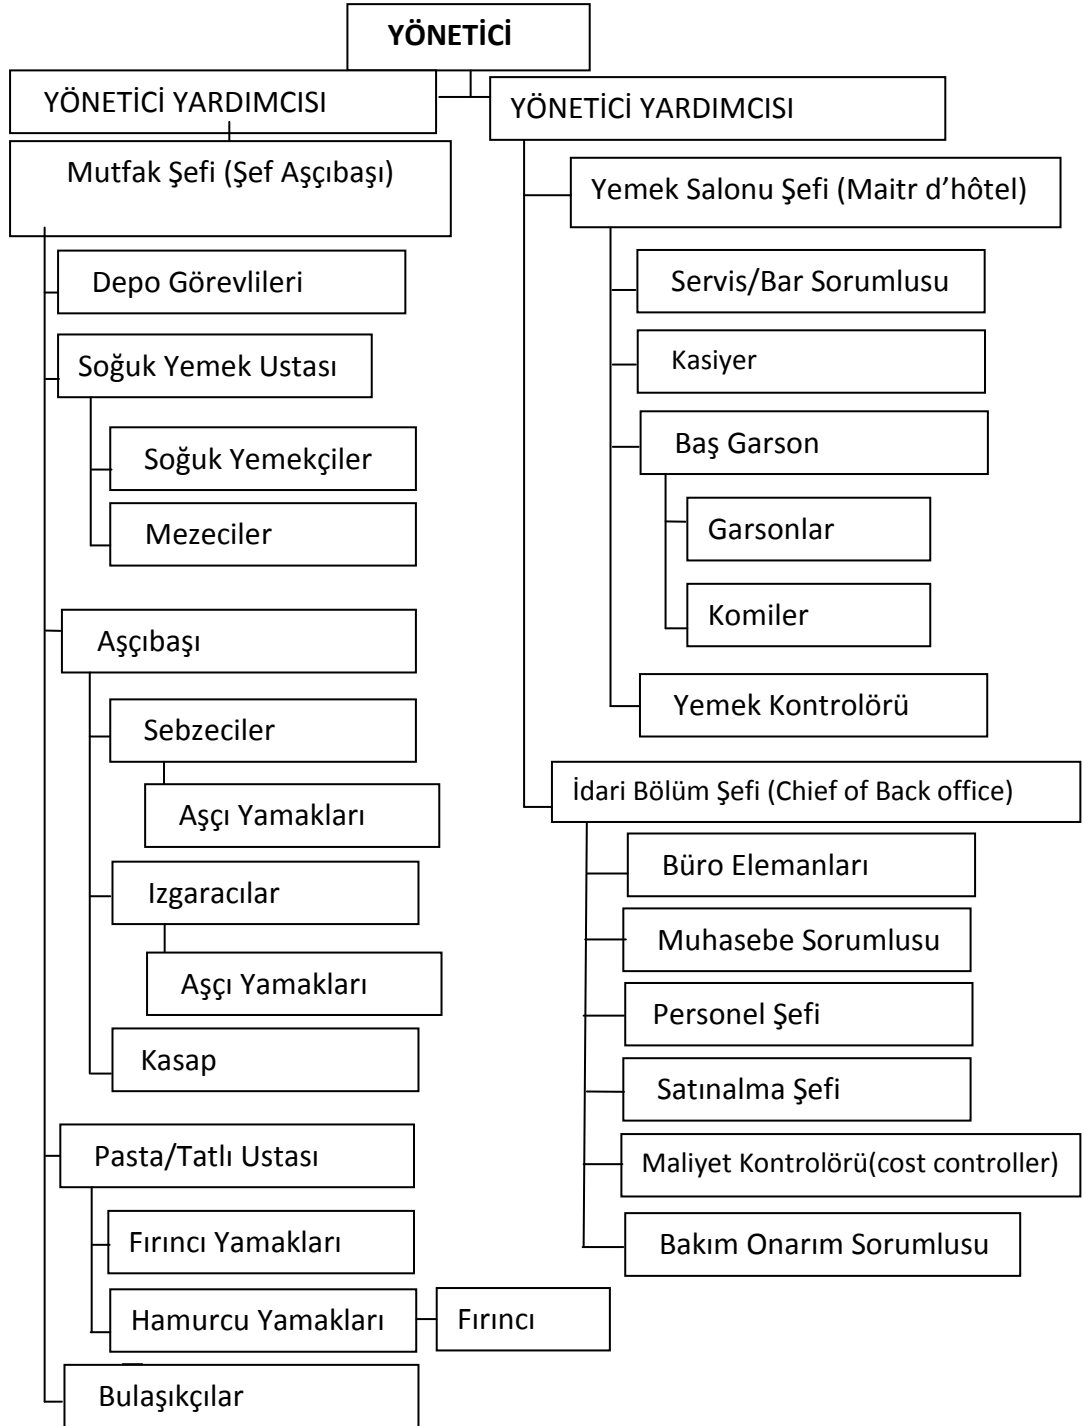 YÖNETİCİ
YÖNETİCİ YARDIMCISI
Mutfak Şefi (Şef Aşçıbaşı)
Depo Görevlileri
Soğuk Yemek Ustası
Soğuk Yemekçiler
Mezeciler
Aşçıbaşı
Sebzeciler
Aşçı Yamakları
Izgaracılar
Aşçı Yamakları
Kasap
Pasta/Tatlı Ustası
Fırıncı Yamakları
Hamurcu Yamakları
Fırıncı
Bulaşıkçılar
YÖNETİCİ YARDIMCISI
Yemek Salonu Şefi (Maitr d’hôtel)
Servis/Bar Sorumlusu
Kasiyer
Baş Garson
Garsonlar
Komiler
Yemek Kontrolörü
İdari Bölüm Şefi (Chief of Back office)
Büro Elemanları
Muhasebe Sorumlusu
Personel Şefi
Satınalma Şefi
Maliyet Kontrolörü(cost controller)
Bakım Onarım Sorumlusu